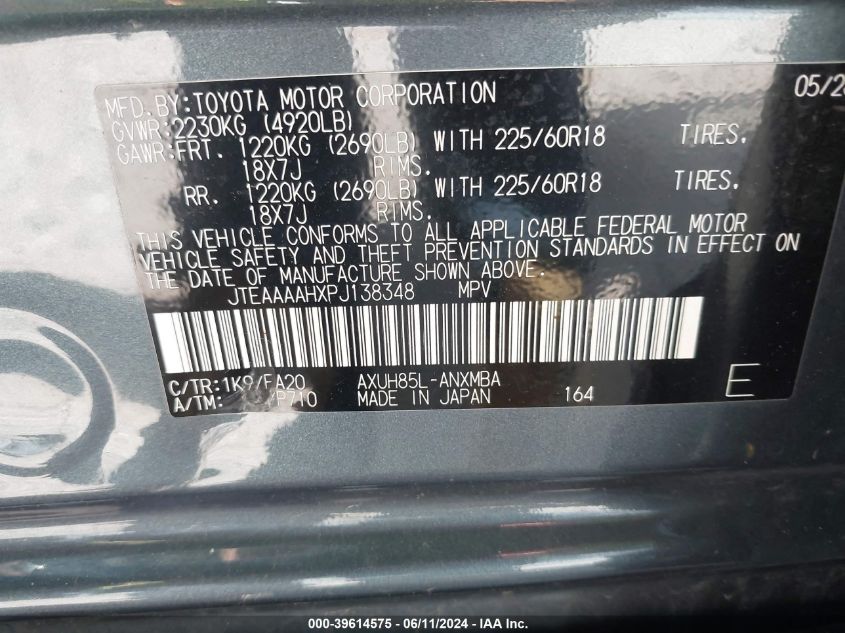 MFD.BY:TOYOTA MOTOR CORPORATION 05/2
GVWR:2230KG (4920LB)
GAWR:FRT. 1220KG (2690LB) WITH 225/60R18 TIRES.
18X7J RIMS.
RR. 1220KG (2690LB) WITH 225/60R18 TIRES.
18X7J RIMS.
THIS VEHICLE CONFORMS TO ALL APPLICABLE FEDERAL MOTOR
VEHICLE SAFETY AND THEFT PREVENTION STANDARDS IN EFFECT ON
THE DATE OF MANUFACTURE SHOWN ABOVE.
JTEAAAAHXPJ138348 MPV
C/TR:1K9/FA20 AXUH85L-ANXMBA
A/TM: /P710 MADE IN JAPAN 164 E
000-39614575 - 06/11/2024 - IAA Inc.